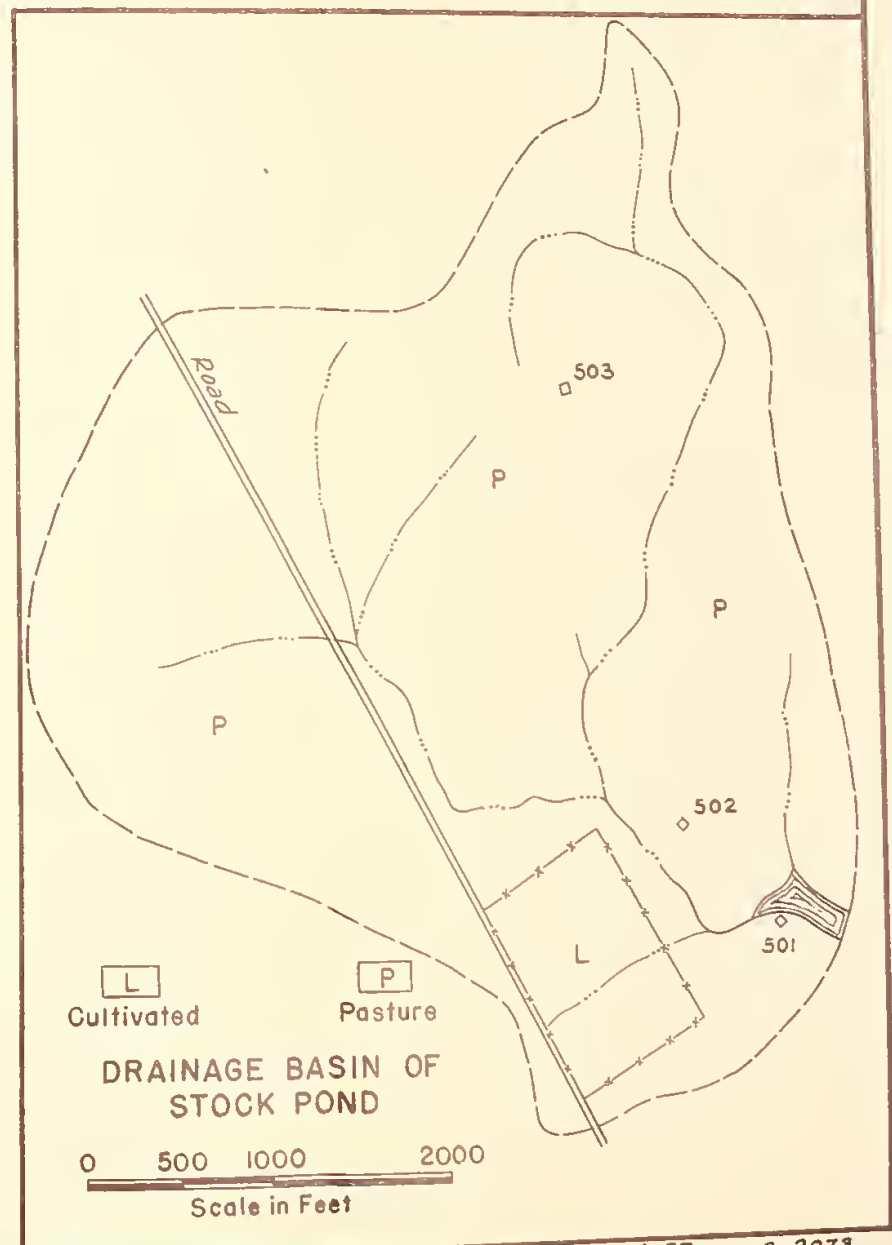 Road
503
P
P
502
P
501
L
L
P
Cultivated
Pasture
DRAINAGE BASIN OF
STOCK POND
0 500 1000 2000
Scale in Feet